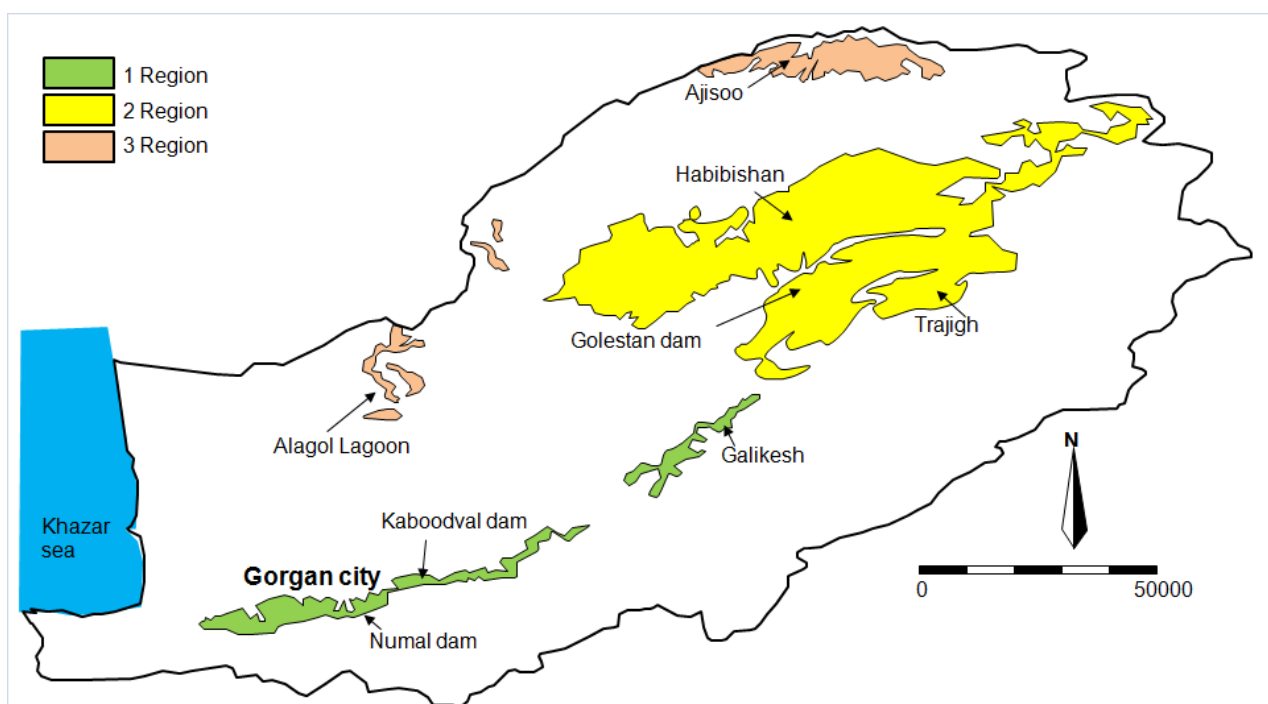 1 Region
2 Region
3 Region
Ajisoo
Habibishan
Golestan dam
Trajigh
Alagol Lagoon
Galikesh
N
Khazar
sea
Kaboodval dam
Gorgan city
Numal dam
0 50000